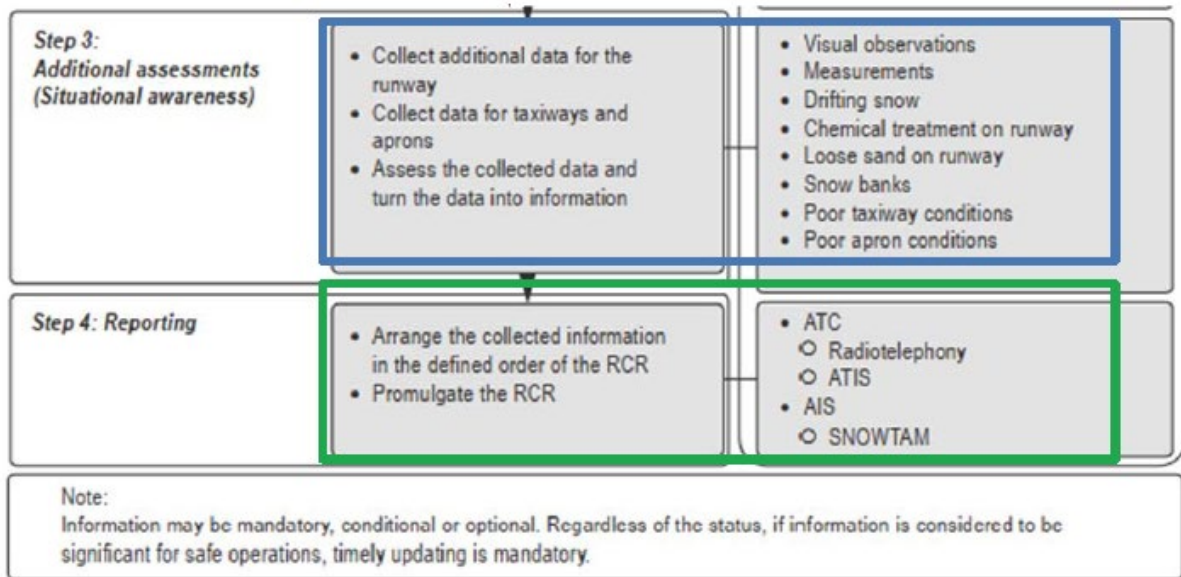 Step 3:
Additional assessments
(Situational awareness)
• Collect additional data for the
runway
• Collect data for taxiways and
aprons
• Assess the collected data and
turn the data into information
• Visual observations
• Measurements
• Drifting snow
• Chemical treatment on runway
• Loose sand on runway
• Snow banks
• Poor taxiway conditions
• Poor apron conditions
Step 4: Reporting
• Arrange the collected information
in the defined order of the RCR
• Promulgate the RCR
• ATC
○ Radiotelephony
○ ATIS
• AIS
○ SNOWTAM
Note:
Information may be mandatory, conditional or optional. Regardless of the status, if information is considered to be
significant for safe operations, timely updating is mandatory.